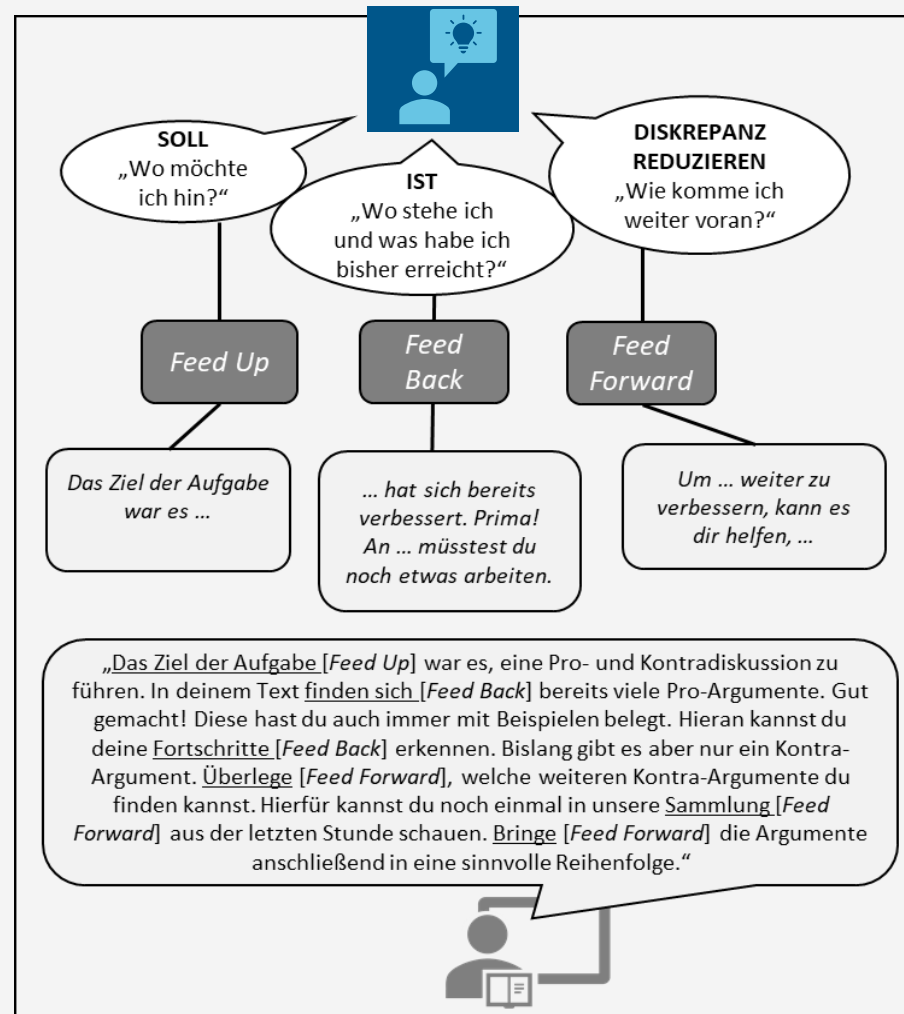 SOLL
„Wo möchte
ich hin?“
IST
„Wo stehe ich
und was habe ich
bisher erreicht?“
DISKREPANZ
REDUZIEREN
„Wie komme ich
weiter voran?“
Feed Up
Feed
Back
Feed
Forward
Das Ziel der Aufgabe
war es …
… hat sich bereits
verbessert. Prima!
An … müsstest du
noch etwas arbeiten.
Um … weiter zu
verbessern, kann es
dir helfen, …
„Das Ziel der Aufgabe [Feed Up] war es, eine Pro- und Kontradiskussion zu
führen. In deinem Text finden sich [Feed Back] bereits viele Pro-Argumente. Gut
gemacht! Diese hast du auch immer mit Beispielen belegt. Hieran kannst du
deine Fortschritte [Feed Back] erkennen. Bislang gibt es aber nur ein Kontra-
Argument. Überlege [Feed Forward], welche weiteren Kontra-Argumente du
finden kannst. Hierfür kannst du noch einmal in unsere Sammlung [Feed
Forward] aus der letzten Stunde schauen. Bringe [Feed Forward] die Argumente
anschließend in eine sinnvolle Reihenfolge.“